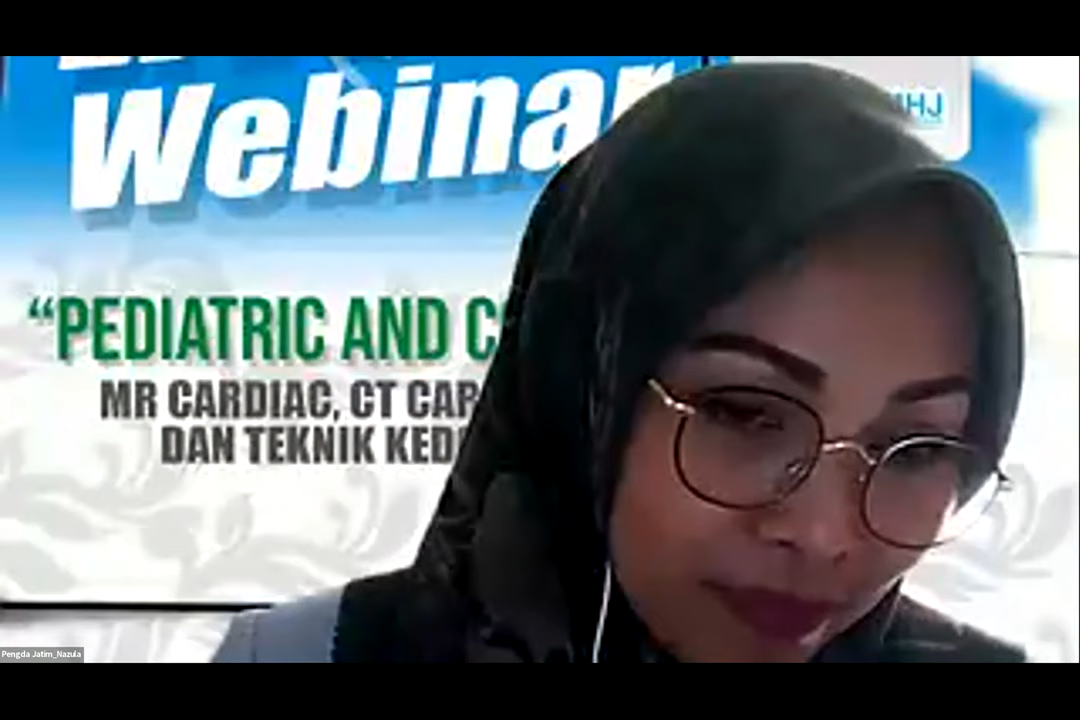 Webinar
MHJ
“PEDIATRIC AND C
MR CARDIAC, CT CAR
DAN TEKNIK KED
Pengda Jatim_Nazula